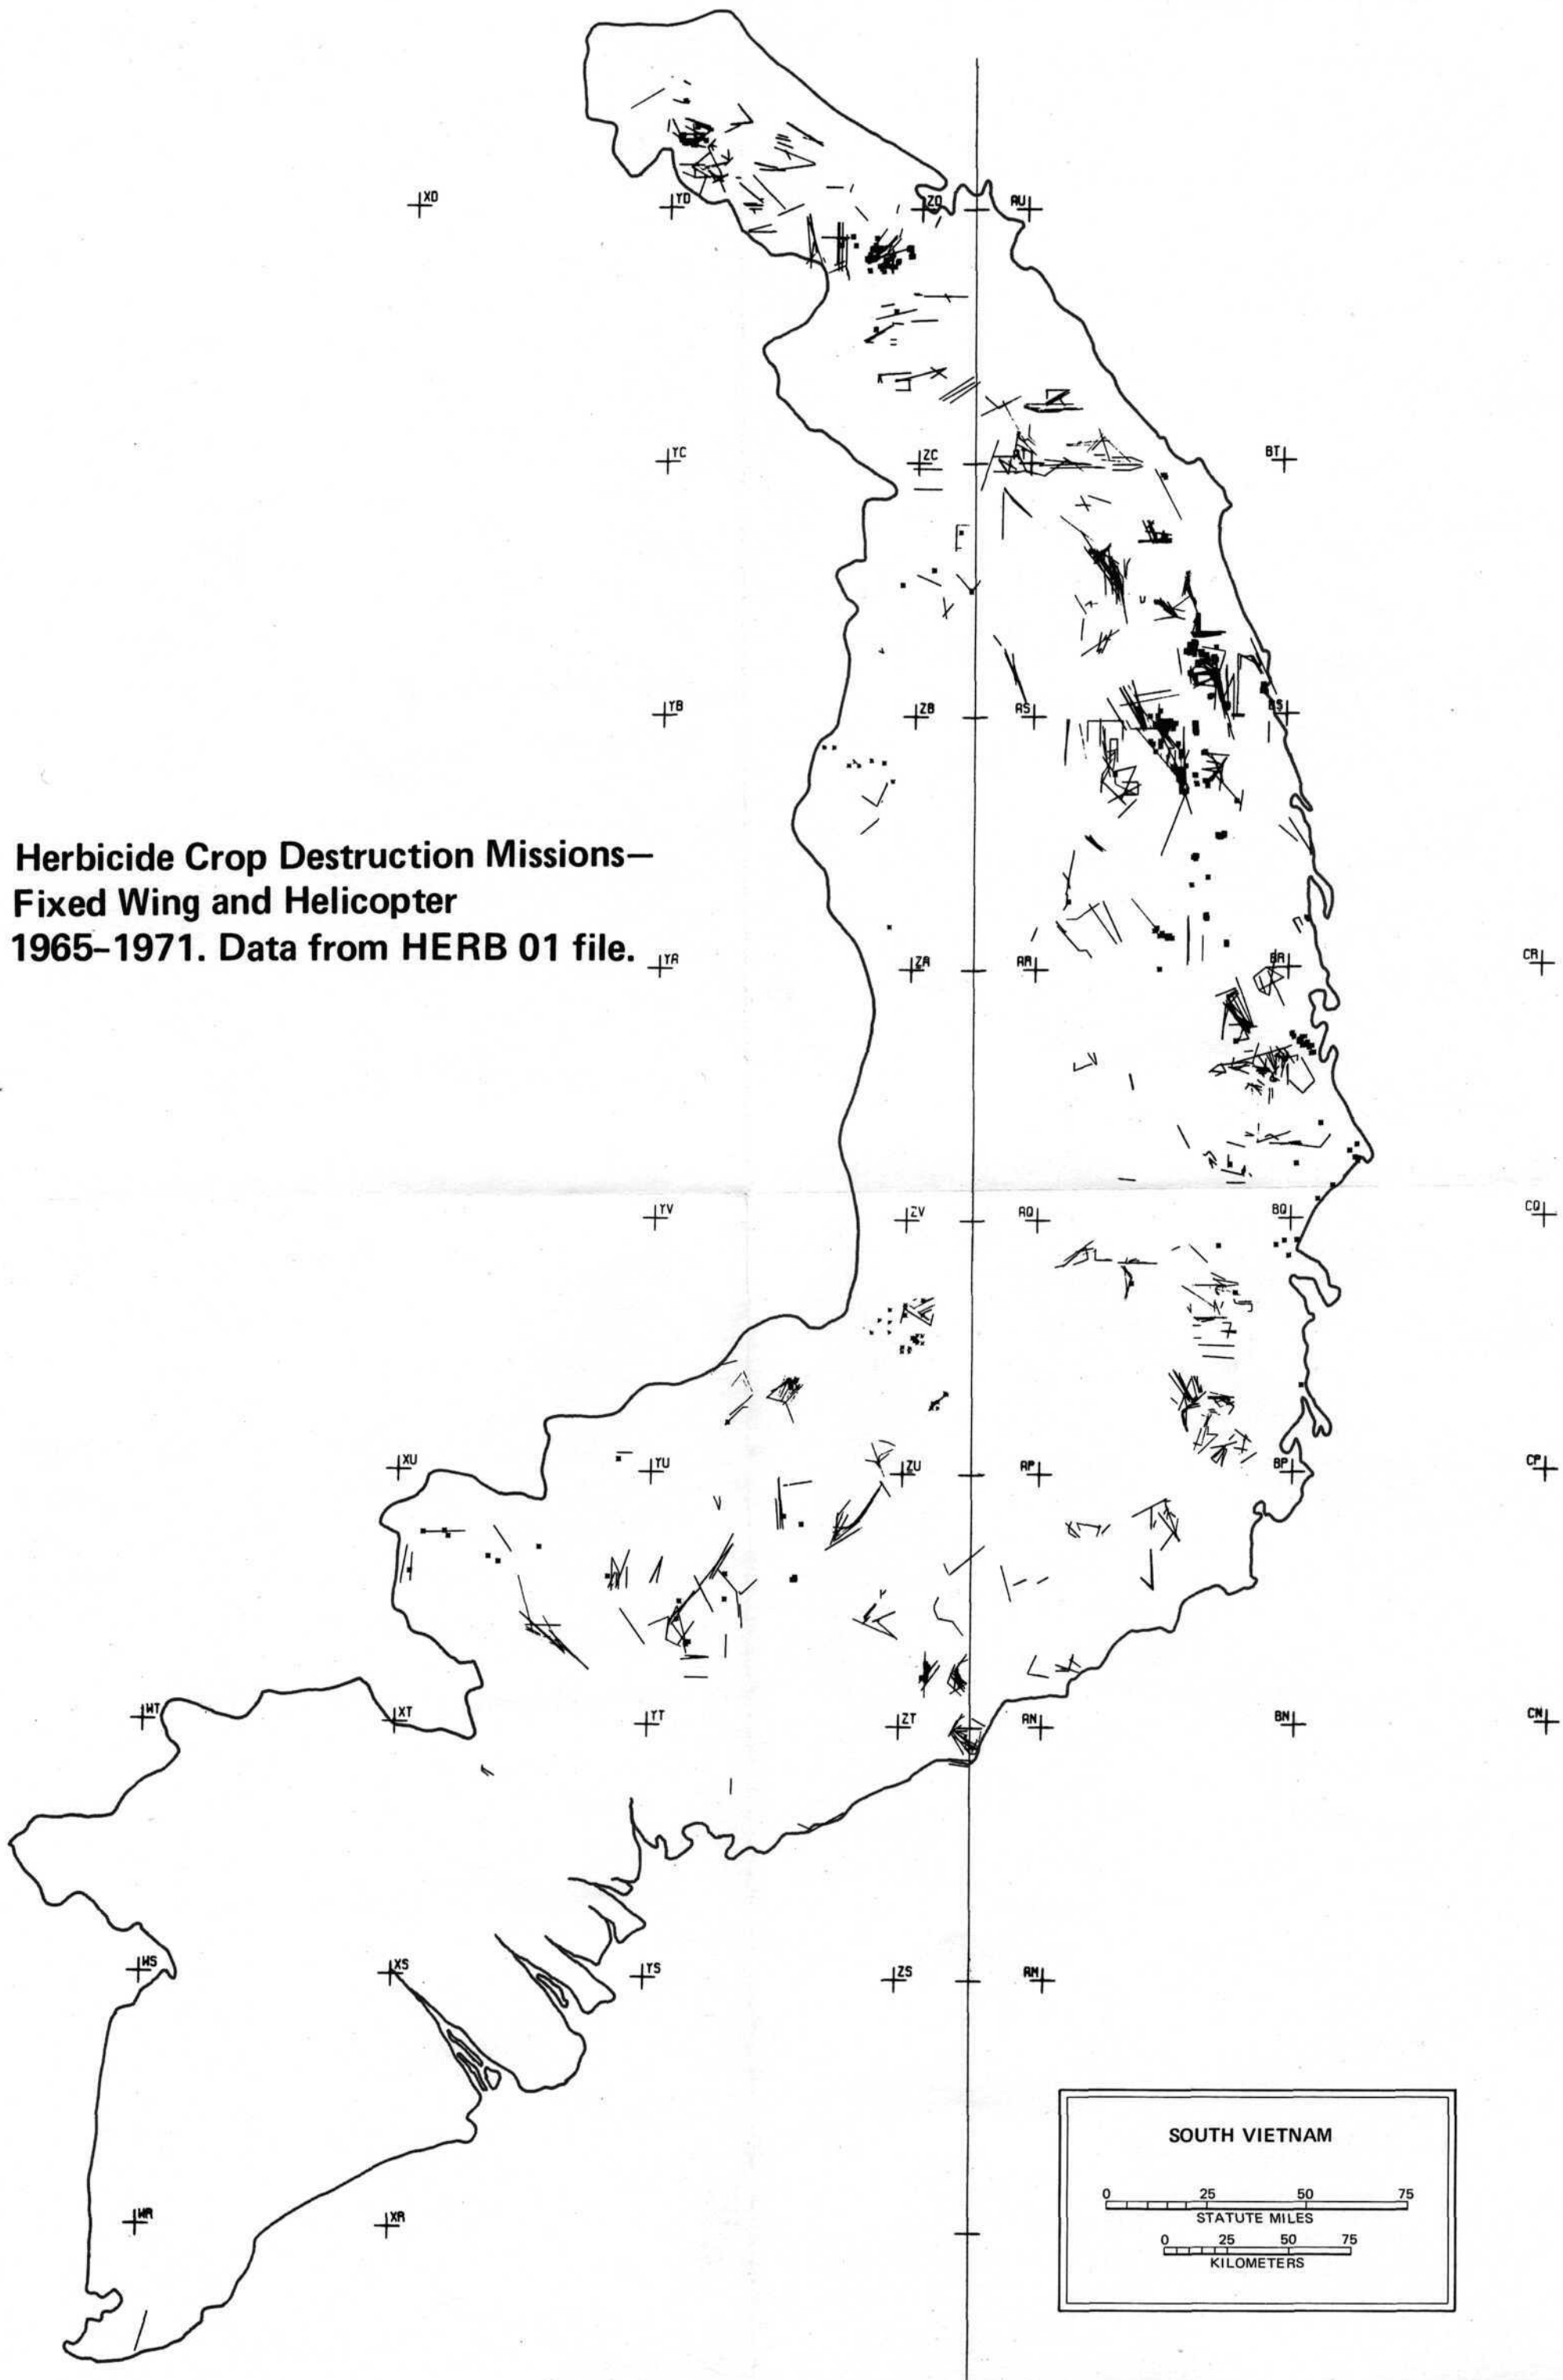 XD
YD
ZD
AU
YC
ZC
AT
BT
YB
ZB
AS
BS
Herbicide Crop Destruction Missions—
Fixed Wing and Helicopter
1965–1971. Data from HERB 01 file.
YA
ZA
AR
BR
CR
YV
ZV
AQ
BQ
CQ
XU
YU
ZU
AP
BP
CP
WT
XT
YT
ZT
AN
BN
CN
WS
XS
YS
ZS
AM
SOUTH VIETNAM
0 25 50 75
STATUTE MILES
0 25 50 75
KILOMETERS
WR
XR